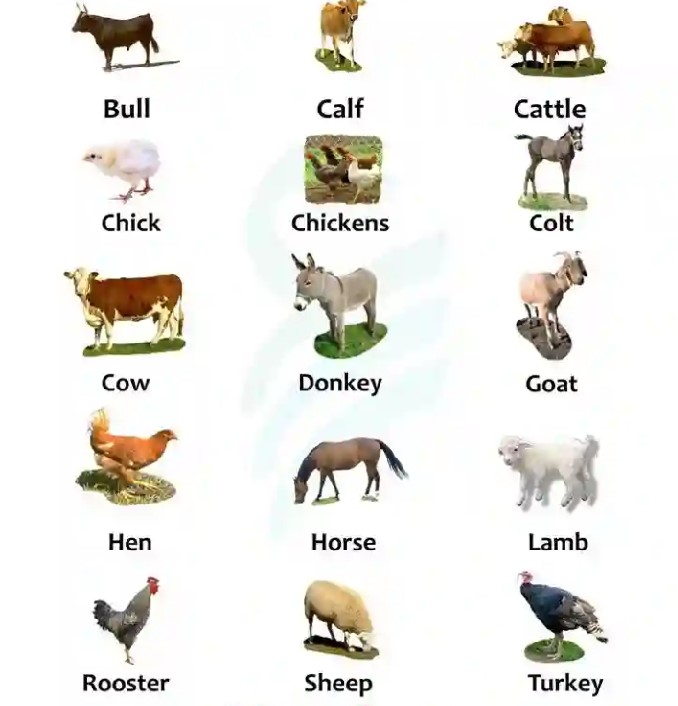 Bull Calf Cattle
Chick Chickens Colt
Cow Donkey Goat
Hen Horse Lamb
Rooster Sheep Turkey